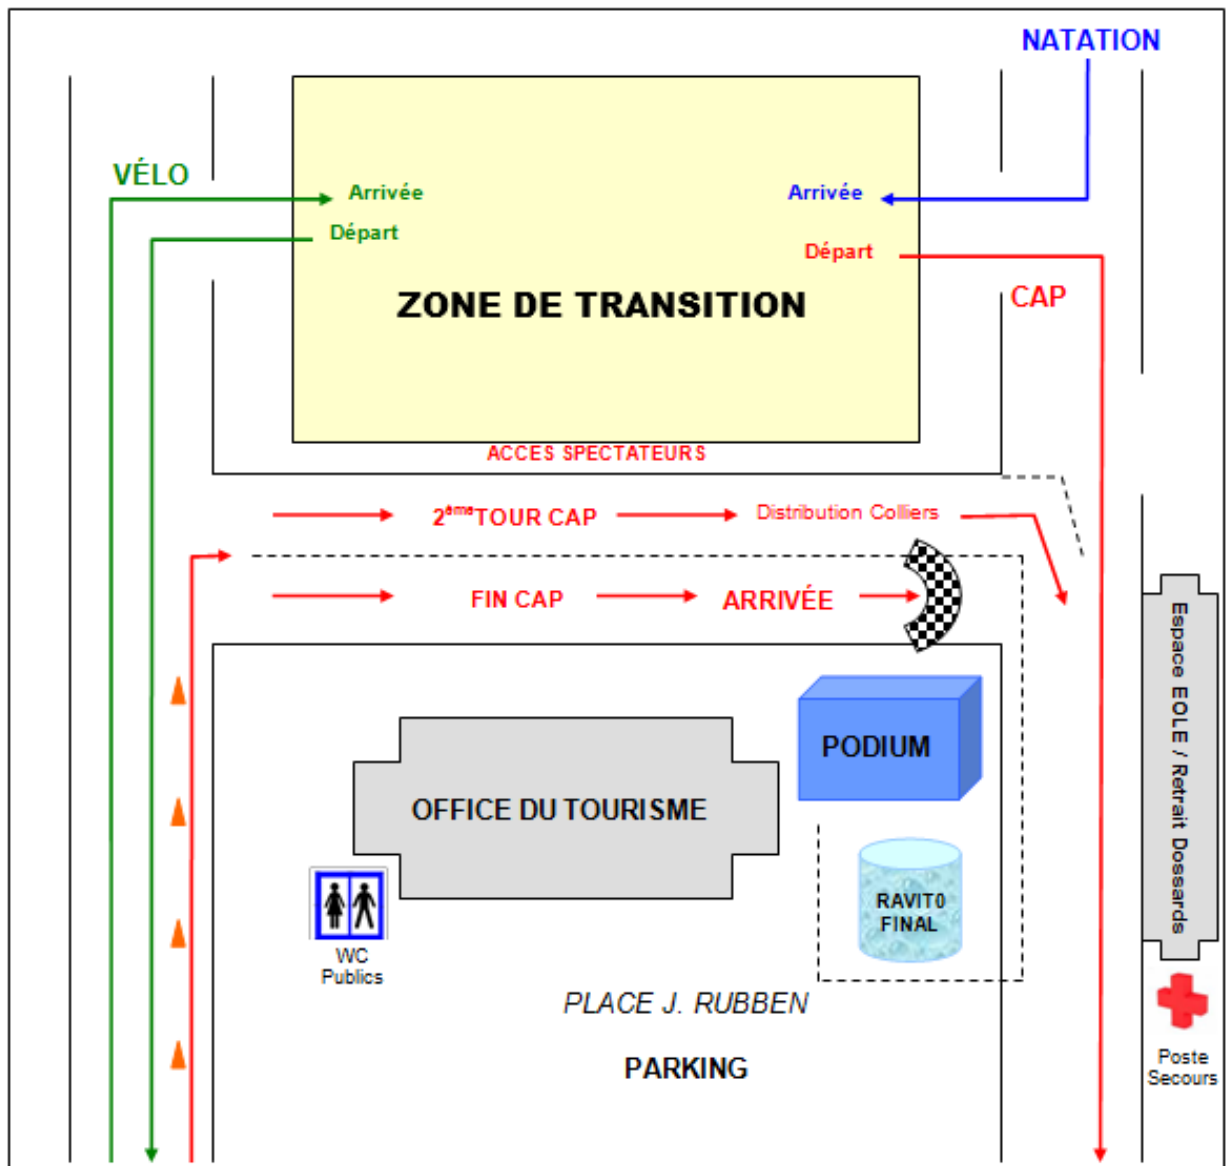 NATATION
VÉLO
Arrivée
Arrivée
Départ
Départ
ZONE DE TRANSITION
CAP
ACCES SPECTATEURS
2ème TOUR CAP
Distribution Colliers
FIN CAP
ARRIVÉE
Espace EOLE / Retrait Dossards
PODIUM
OFFICE DU TOURISME
RAVIT0
FINAL
WC
Publics
PLACE J. RUBBEN
PARKING
Poste
Secours